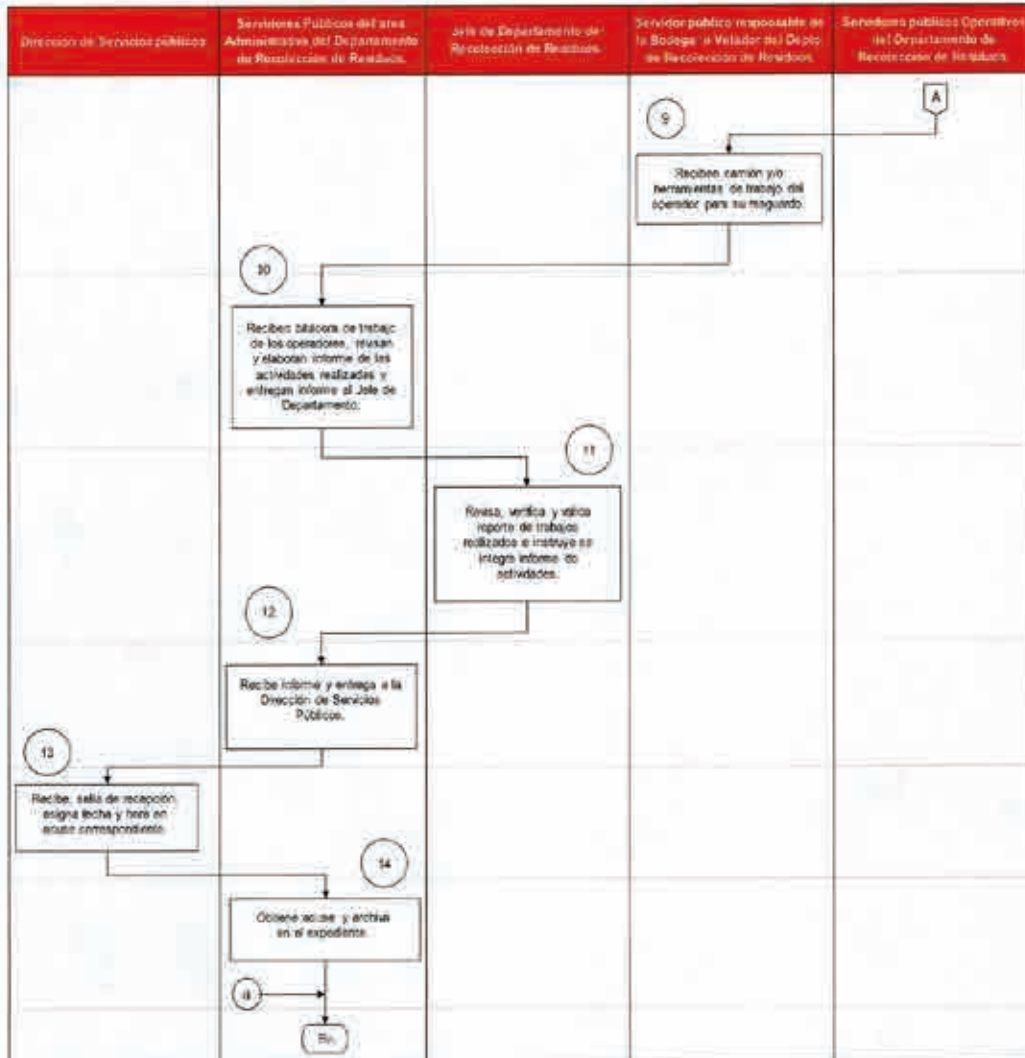 Dirección de Servicios públicos
Servidores Públicos del área
Administrativa del Departamento
de Recolección de Residuos.
Jefe de Departamento de
Recolección de Residuos.
Servidor público responsable de
la Bodega o Velador del Depto
de Recolección de Residuos.
Servidores públicos Operativos
del Departamento de
Recolección de Residuos.
A
9
Reciben camión y/o
herramientas de trabajo del
operador para su resguardo.
10
Reciben bitácora de trabajo
de los operadores, revisan
y elaboran informe de las
actividades realizadas y
entregan informe al Jefe de
Departamento.
11
Revisa, verifica y valida
reporte de trabajos
realizados e instruye se
integre informe de
actividades.
12
Recibe informe y entrega a la
Dirección de Servicios
Públicos.
13
Recibe, sella de recepción,
asigna fecha y hora en
acuse correspondiente.
14
Obtiene acuse y archiva
en el expediente.
Fin